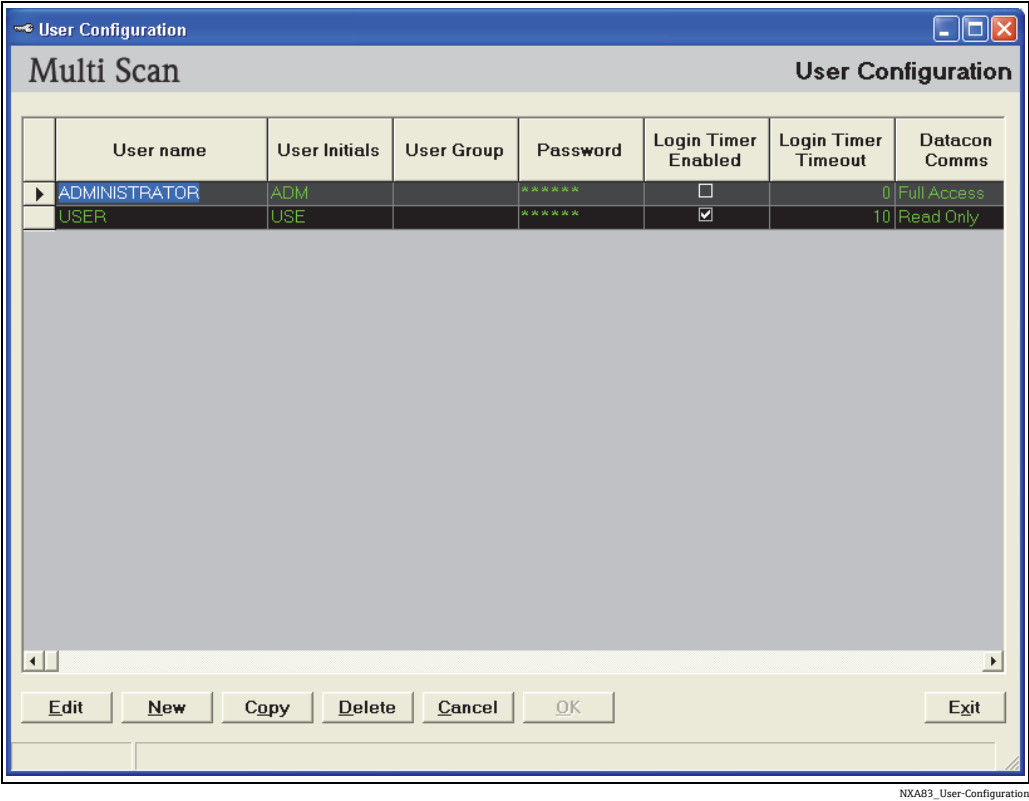 User Configuration
Multi Scan
User Configuration
User name User Initials User Group Password Login Timer Enabled Login Timer Timeout Datacon Comms
ADMINISTRATOR ADM ****** 0 Full Access
USER USE ****** 10 Read Only
Edit New Copy Delete Cancel OK Exit
NXA83_User-Configuration